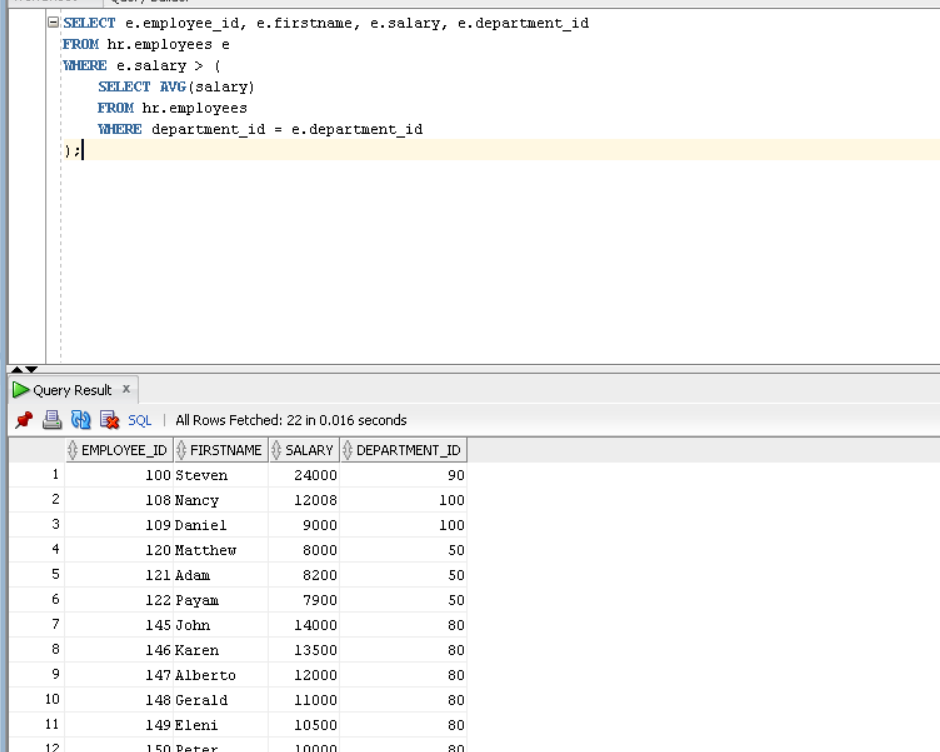 SELECT e.employee_id, e.firstname, e.salary, e.department_id
FROM hr.employees e
WHERE e.salary > (
SELECT AVG(salary)
FROM hr.employees
WHERE department_id = e.department_id
);
Query Result x
SQL | All Rows Fetched: 22 in 0.016 seconds
EMPLOYEE_ID FIRSTNAME SALARY DEPARTMENT_ID
1 100 Steven 24000 90
2 108 Nancy 12008 100
3 109 Daniel 9000 100
4 120 Matthew 8000 50
5 121 Adam 8200 50
6 122 Payam 7900 50
7 145 John 14000 80
8 146 Karen 13500 80
9 147 Alberto 12000 80
10 148 Gerald 11000 80
11 149 Eleni 10500 80
12 150 Peter 10000 80